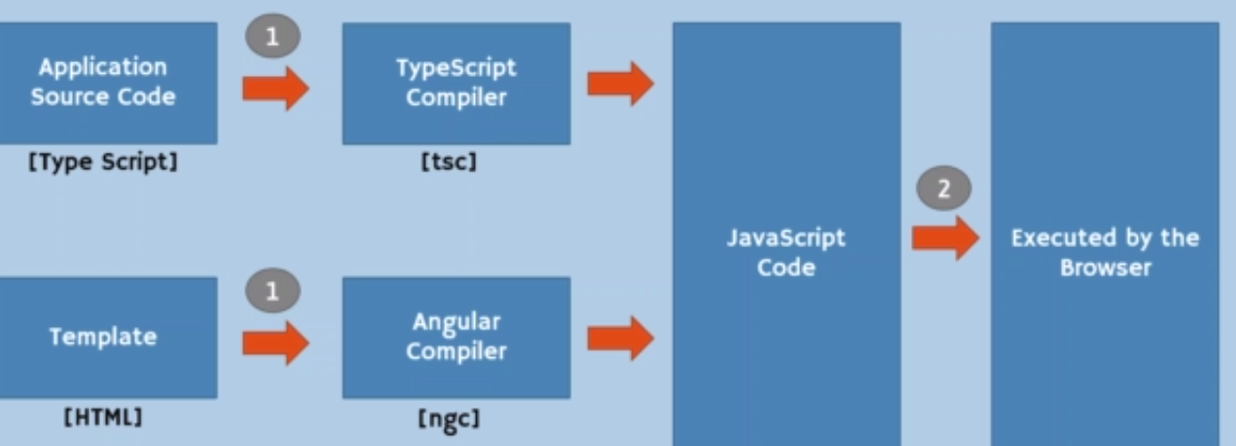 1
Application
Source Code
TypeScript
Compiler
[Type Script]
[tsc]
2
JavaScript
Code
Executed by the
Browser
1
Template
Angular
Compiler
[HTML]
[ngc]